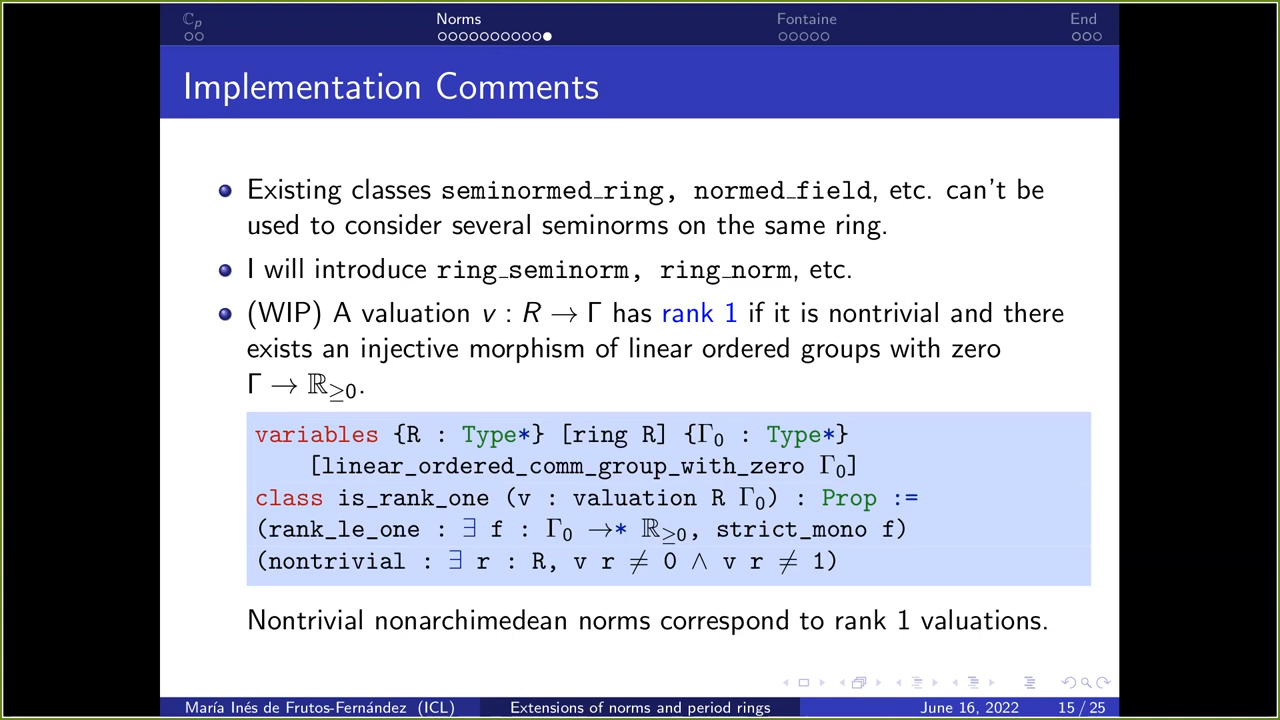 ℂp Norms Fontaine End
Implementation Comments
Existing classes seminormed_ring, normed_field, etc. can't be
used to consider several seminorms on the same ring.
I will introduce ring_seminorm, ring_norm, etc.
(WIP) A valuation v : R → Γ has rank 1 if it is nontrivial and there
exists an injective morphism of linear ordered groups with zero
Γ → ℝ≥0.
variables {R : Type*} [ring R] {Γ₀ : Type*}
[linear_ordered_comm_group_with_zero Γ₀]
class is_rank_one (v : valuation R Γ₀) : Prop :=
(rank_le_one : ∃ f : Γ₀ →* ℝ≥0, strict_mono f)
(nontrivial : ∃ r : R, v r ≠ 0 ∧ v r ≠ 1)
Nontrivial nonarchimedean norms correspond to rank 1 valuations.
María Inés de Frutos-Fernández (ICL) Extensions of norms and period rings June 16, 2022 15 / 25